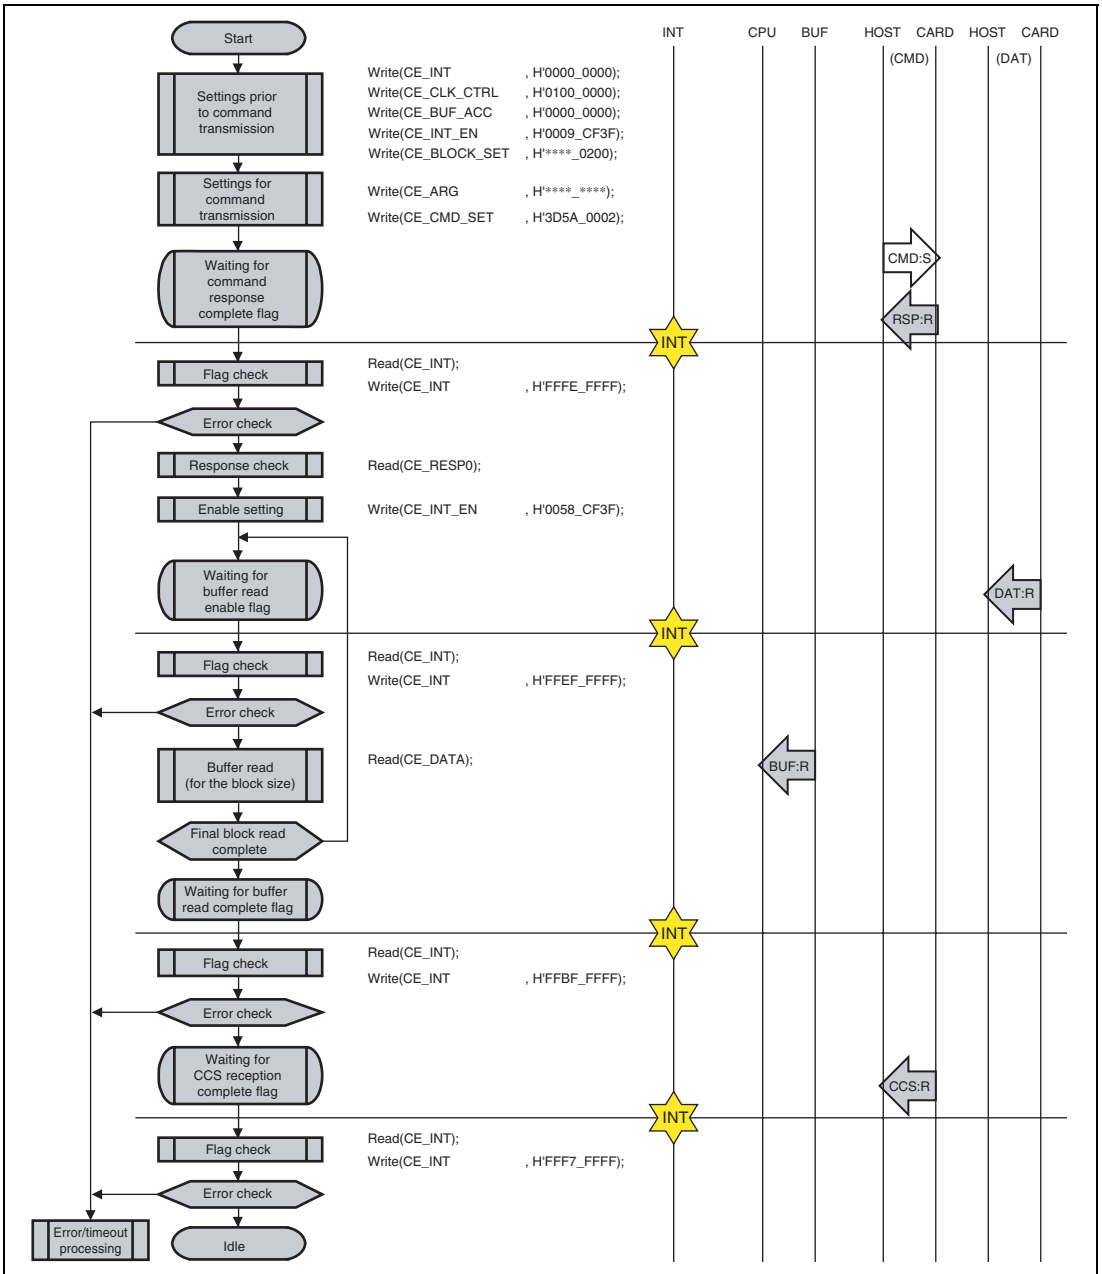 Start
INT CPU BUF HOST CARD HOST CARD
(CMD) (DAT)
Settings prior
to command
transmission
Write(CE_INT , H'0000_0000);
Write(CE_CLK_CTRL , H'0100_0000);
Write(CE_BUF_ACC , H'0000_0000);
Write(CE_INT_EN , H'0009_CF3F);
Write(CE_BLOCK_SET , H'****_0200);
Settings for
command
transmission
Write(CE_ARG , H'****_****);
Write(CE_CMD_SET , H'3D5A_0002);
Waiting for
command
response
complete flag
CMD:S
RSP:R
INT
Flag check
Read(CE_INT);
Write(CE_INT , H'FFFE_FFFF);
Error check
Response check
Read(CE_RESP0);
Enable setting
Write(CE_INT_EN , H'0058_CF3F);
Waiting for
buffer read
enable flag
DAT:R
INT
Flag check
Read(CE_INT);
Write(CE_INT , H'FFEF_FFFF);
Error check
Buffer read
(for the block size)
Read(CE_DATA);
BUF:R
Final block read
complete
Waiting for buffer
read complete flag
INT
Flag check
Read(CE_INT);
Write(CE_INT , H'FFBF_FFFF);
Error check
Waiting for
CCS reception
complete flag
CCS:R
INT
Flag check
Read(CE_INT);
Write(CE_INT , H'FFF7_FFFF);
Error check
Error/timeout
processing
Idle